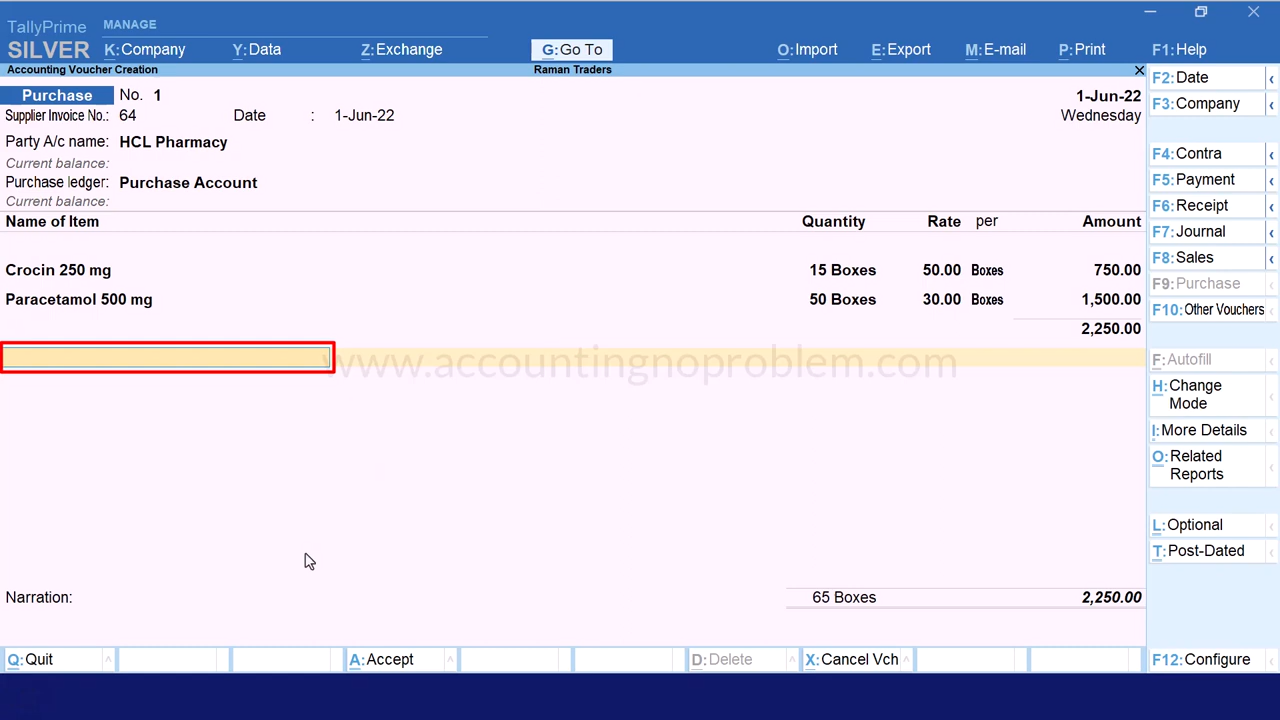 TallyPrime MANAGE
SILVER K:Company Y:Data Z:Exchange G:Go To O:Import E:Export M:E-mail P:Print F1:Help
Accounting Voucher Creation Raman Traders
Purchase No. 1 1-Jun-22
Supplier Invoice No.: 64 Date : 1-Jun-22 Wednesday
Party A/c name: HCL Pharmacy
Current balance:
Purchase ledger: Purchase Account
Current balance:
Name of Item Quantity Rate per Amount
Crocin 250 mg 15 Boxes 50.00 Boxes 750.00
Paracetamol 500 mg 50 Boxes 30.00 Boxes 1,500.00
2,250.00
www.accountingnoproblem.com
Narration: 65 Boxes 2,250.00
F2:Date
F3:Company
F4:Contra
F5:Payment
F6:Receipt
F7:Journal
F8:Sales
F9:Purchase
F10:Other Vouchers
F:Autofill
H:Change
Mode
I:More Details
O:Related
Reports
L:Optional
T:Post-Dated
Q:Quit A:Accept D:Delete X:Cancel Vch F12:Configure